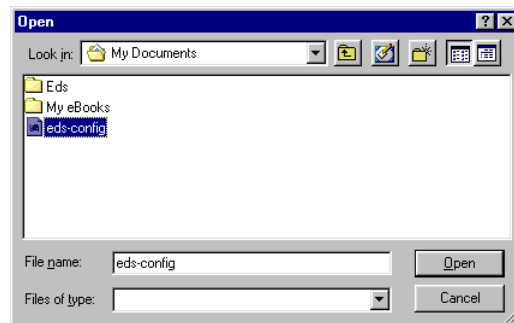 Open
Look in: My Documents
Eds
My eBooks
eds-config
File name: eds-config Open
Files of type: Cancel